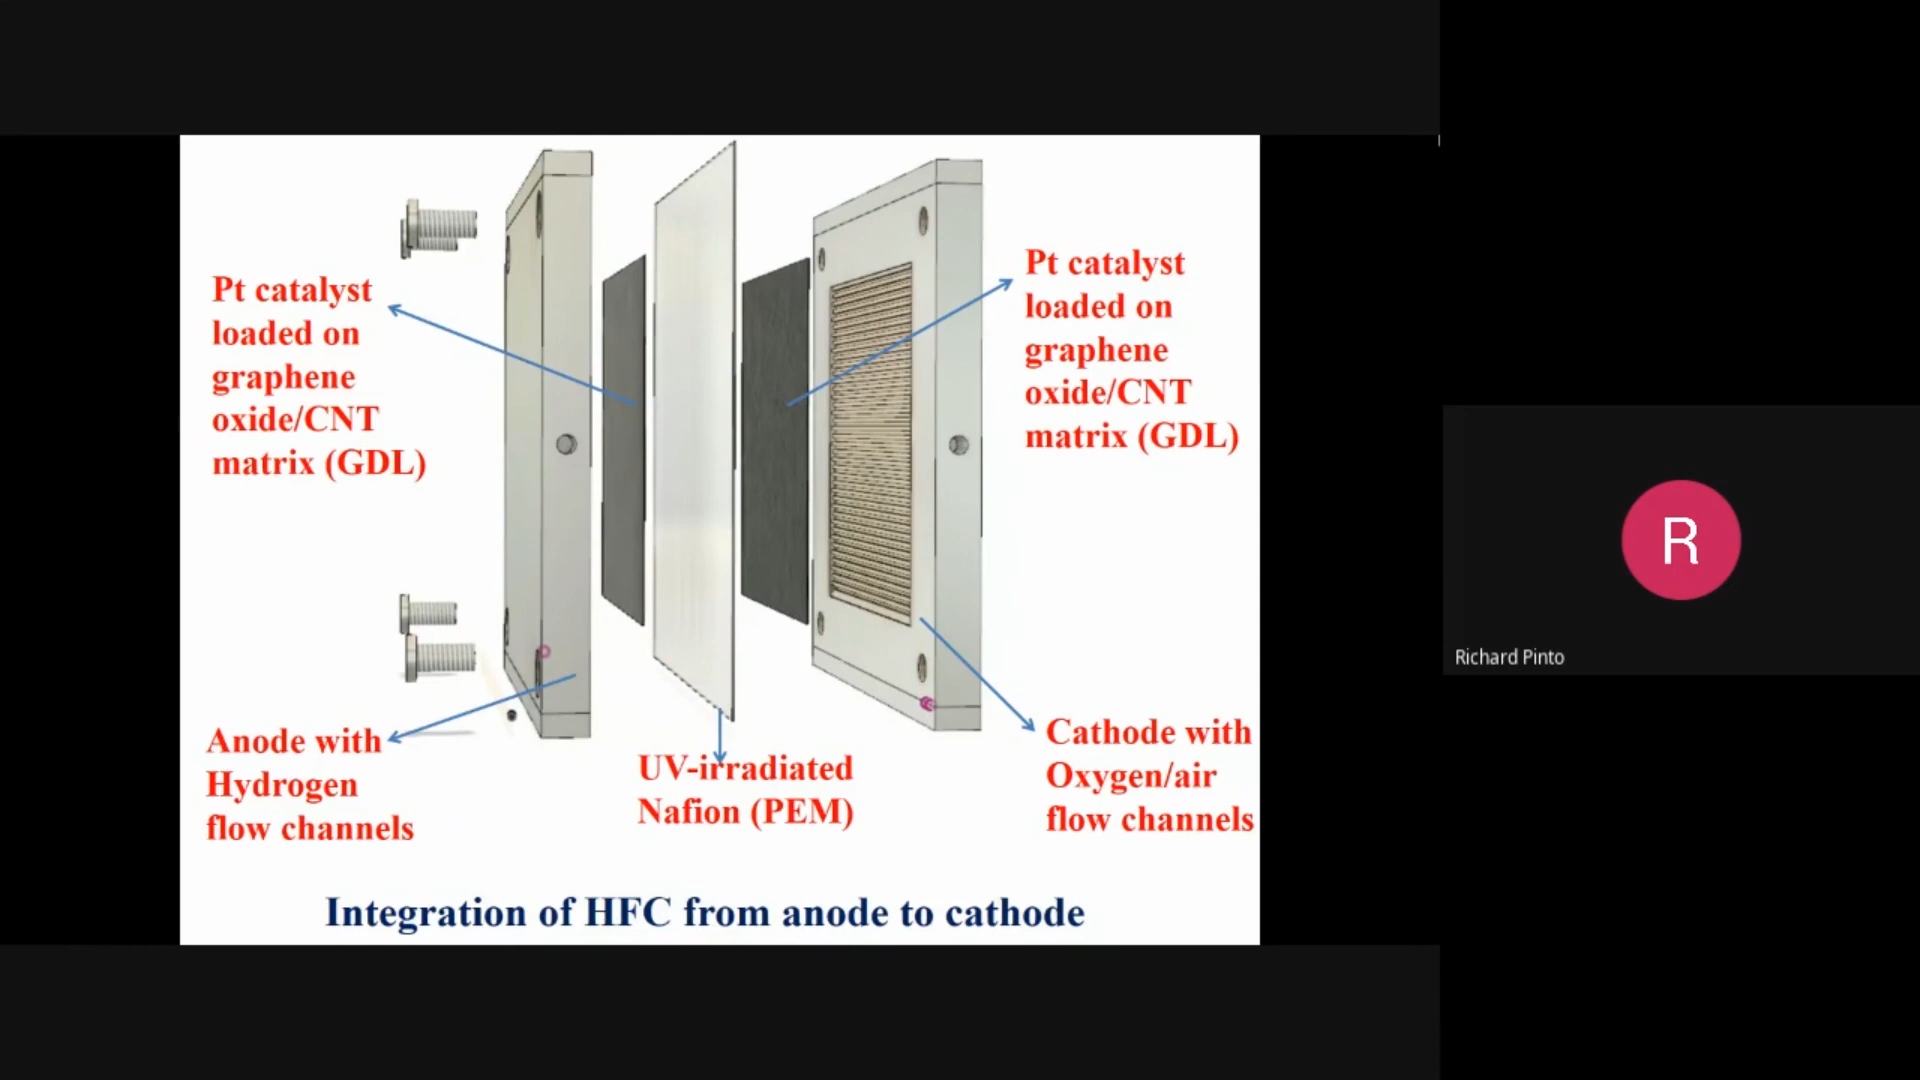 Pt catalyst
loaded on
graphene
oxide/CNT
matrix (GDL)
Pt catalyst
loaded on
graphene
oxide/CNT
matrix (GDL)
Anode with
Hydrogen
flow channels
UV-irradiated
Nafion (PEM)
Cathode with
Oxygen/air
flow channels
Integration of HFC from anode to cathode
R
Richard Pinto